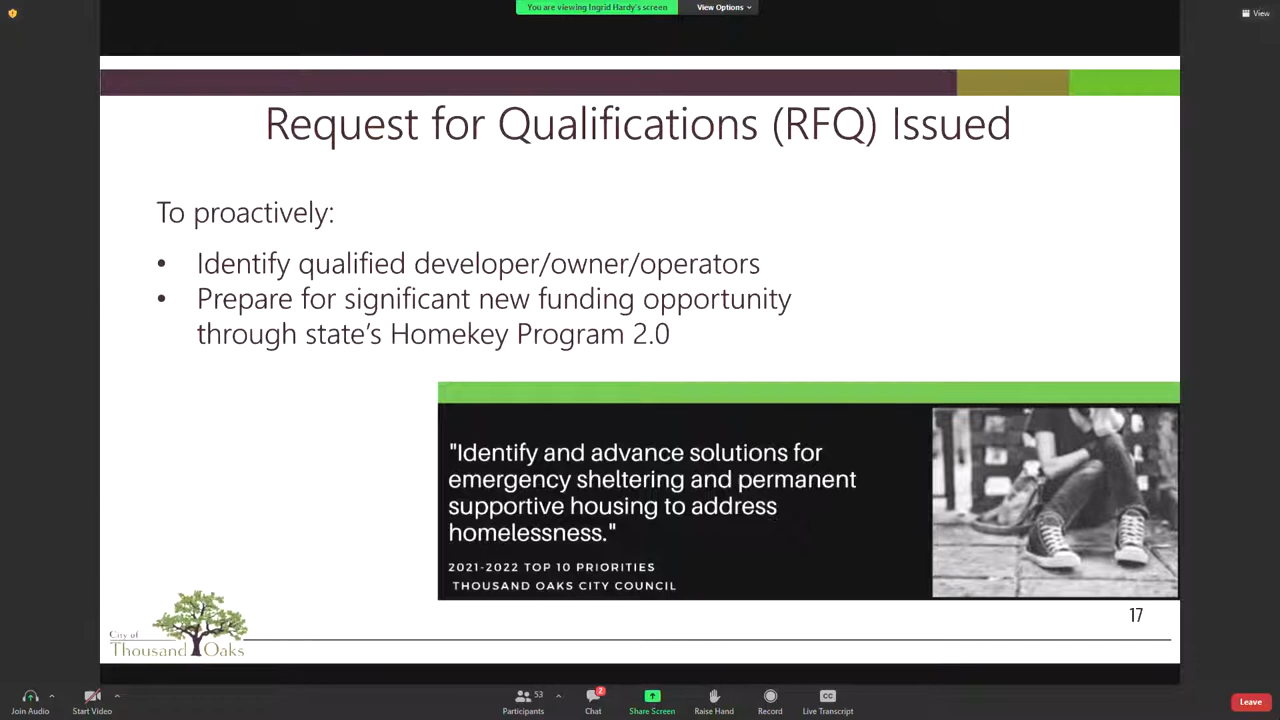 You are viewing Ingrid Hardy's screen
View Options
View
Request for Qualifications (RFQ) Issued
To proactively:
• Identify qualified developer/owner/operators
• Prepare for significant new funding opportunity
through state's Homekey Program 2.0
"Identify and advance solutions for
emergency sheltering and permanent
supportive housing to address
homelessness."
2021-2022 TOP 10 PRIORITIES
THOUSAND OAKS CITY COUNCIL
17
City of
Thousand Oaks
Join Audio
Start Video
53
Participants
2
Chat
Share Screen
Raise Hand
Record
CC
Live Transcript
Leave